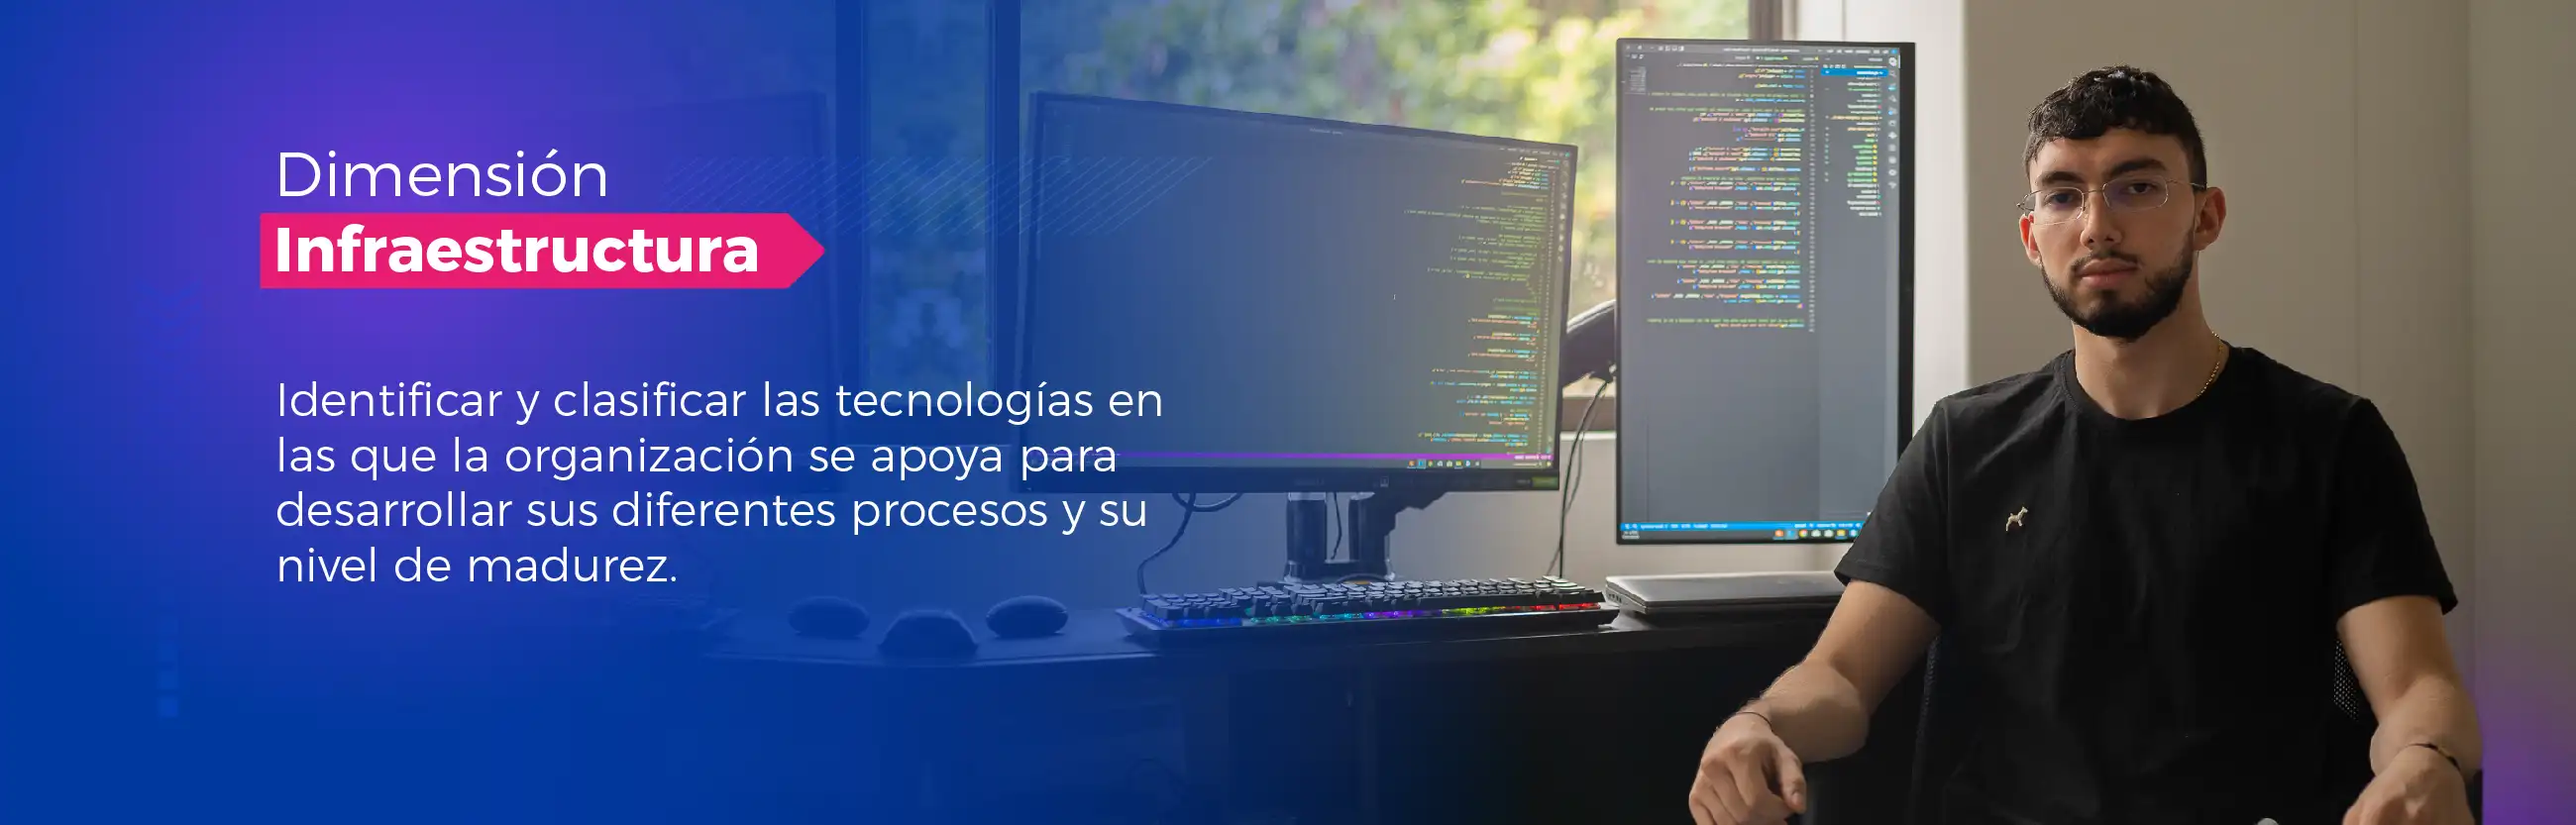 Dimensión
Infraestructura
Identificar y clasificar las tecnologías en
las que la organización se apoya para
desarrollar sus diferentes procesos y su
nivel de madurez.